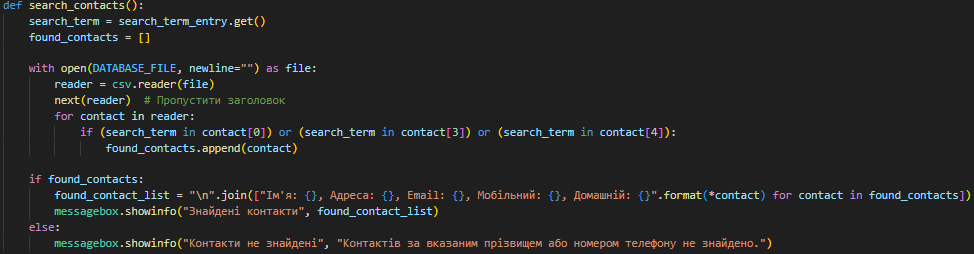 def search_contacts():
    search_term = search_term_entry.get()
    found_contacts = []

    with open(DATABASE_FILE, newline="") as file:
        reader = csv.reader(file)
        next(reader)  # Пропустити заголовок
        for contact in reader:
            if (search_term in contact[0]) or (search_term in contact[3]) or (search_term in contact[4]):
                found_contacts.append(contact)

    if found_contacts:
        found_contact_list = "\n".join(["Ім'я: {}, Адреса: {}, Email: {}, Мобільний: {}, Домашній: {}".format(*contact) for contact in found_contacts])
        messagebox.showinfo("Знайдені контакти", found_contact_list)
    else:
        messagebox.showinfo("Контакти не знайдені", "Контактів за вказаним прізвищем або номером телефону не знайдено.")